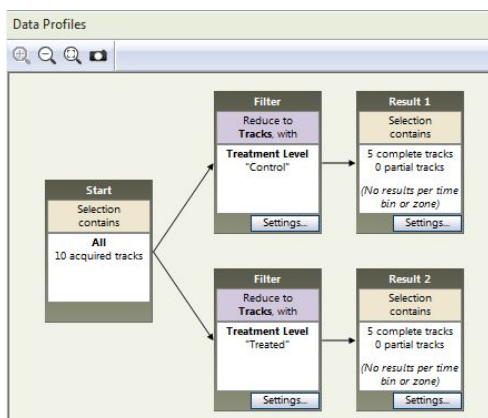 Data Profiles
Start
Selection
contains
All
10 acquired tracks
Filter
Reduce to
Tracks, with
Treatment Level
"Control"
Settings...
Result 1
Selection
contains
5 complete tracks
0 partial tracks
(No results per time
bin or zone)
Settings...
Filter
Reduce to
Tracks, with
Treatment Level
"Treated"
Settings...
Result 2
Selection
contains
5 complete tracks
0 partial tracks
(No results per time
bin or zone)
Settings...